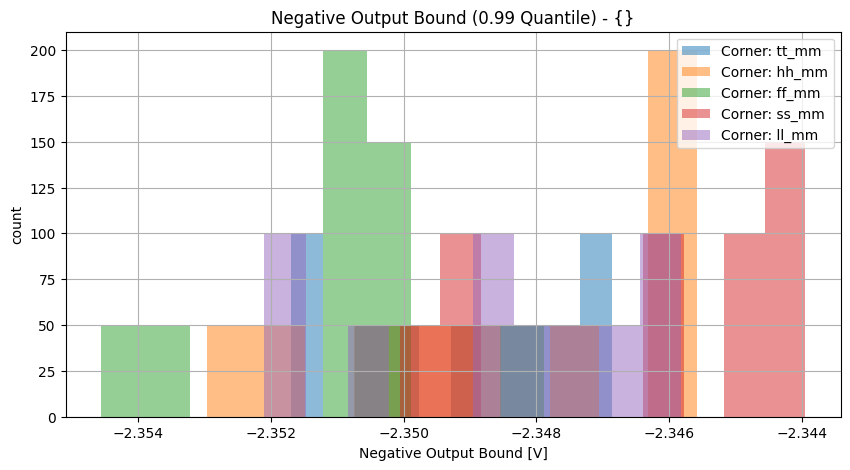 Negative Output Bound (0.99 Quantile) - {}
Corner: tt_mm
Corner: hh_mm
Corner: ff_mm
Corner: ss_mm
Corner: ll_mm
200
175
150
125
100
75
50
25
0
count
−2.354
−2.352
−2.350
−2.348
−2.346
−2.344
Negative Output Bound [V]